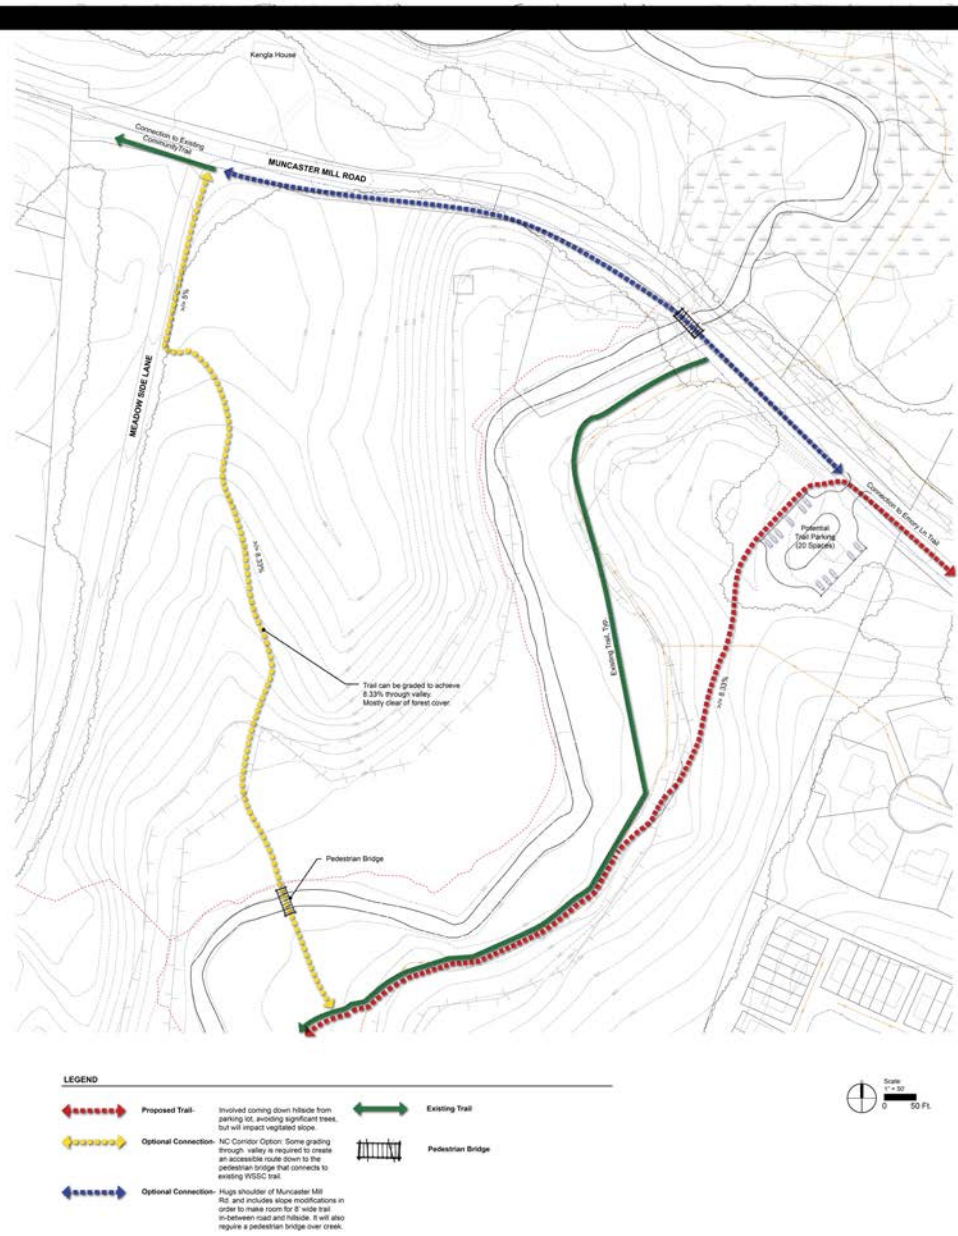 Kengla House
Connection to Existing
CommunityTrail
MUNCASTER MILL ROAD
>/> 5%
MEADOW SIDE LANE
Connection to Emory Ln.Trail
Potential
Trail Parking
(20 Spaces)
>/> 8.33%
Existing Trail, Typ.
Trail can be graded to achieve
8.33% through valley.
Mostly clear of forest cover.
>/> 8.33%
Pedestrian Bridge
LEGEND
Proposed Trail-
Involved coming down hillside from
parking lot, avoiding significant trees,
but will impact vegitated slope.
Optional Connection-
NC Corridor Option: Some grading
through valley is required to create
an accessible route down to the
pedestrian bridge that connects to
existing WSSC trail.
Optional Connection-
Hugs shoulder of Muncaster Mill
Rd. and includes slope modifications in
order to make room for 8' wide trail
in-between road and hillside. It will also
require a pedestrian bridge over creek.
Existing Trail
Pedestrian Bridge
Scale:
1" = 50'
0 50 Ft.